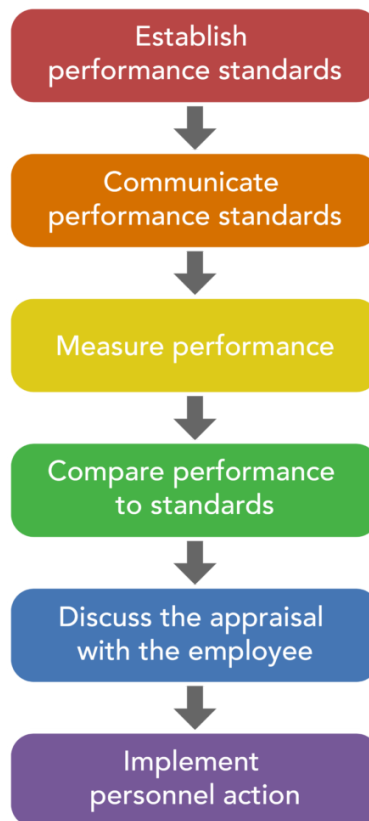 Establish
performance standards
Communicate
performance standards
Measure performance
Compare performance
to standards
Discuss the appraisal
with the employee
Implement
personnel action